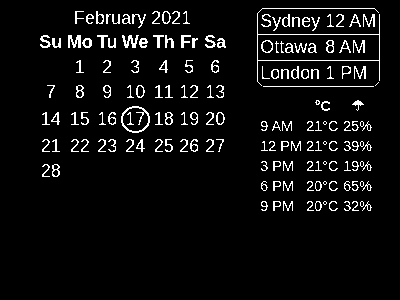 February 2021
Su Mo Tu We Th Fr Sa
1 2 3 4 5 6
7 8 9 10 11 12 13
14 15 16 17 18 19 20
21 22 23 24 25 26 27
28
Sydney 12 AM
Ottawa 8 AM
London 1 PM
°C ☂
9 AM 21°C 25%
12 PM 21°C 39%
3 PM 21°C 19%
6 PM 20°C 65%
9 PM 20°C 32%